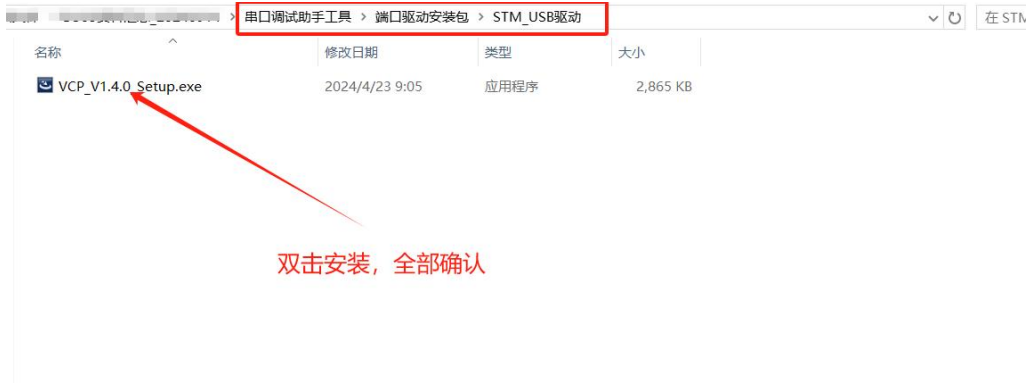 串口调试助手工具 > 端口驱动安装包 > STM_USB驱动
在 STM
名称 修改日期 类型 大小
VCP_V1.4.0_Setup.exe 2024/4/23 9:05 应用程序 2,865 KB
双击安装，全部确认